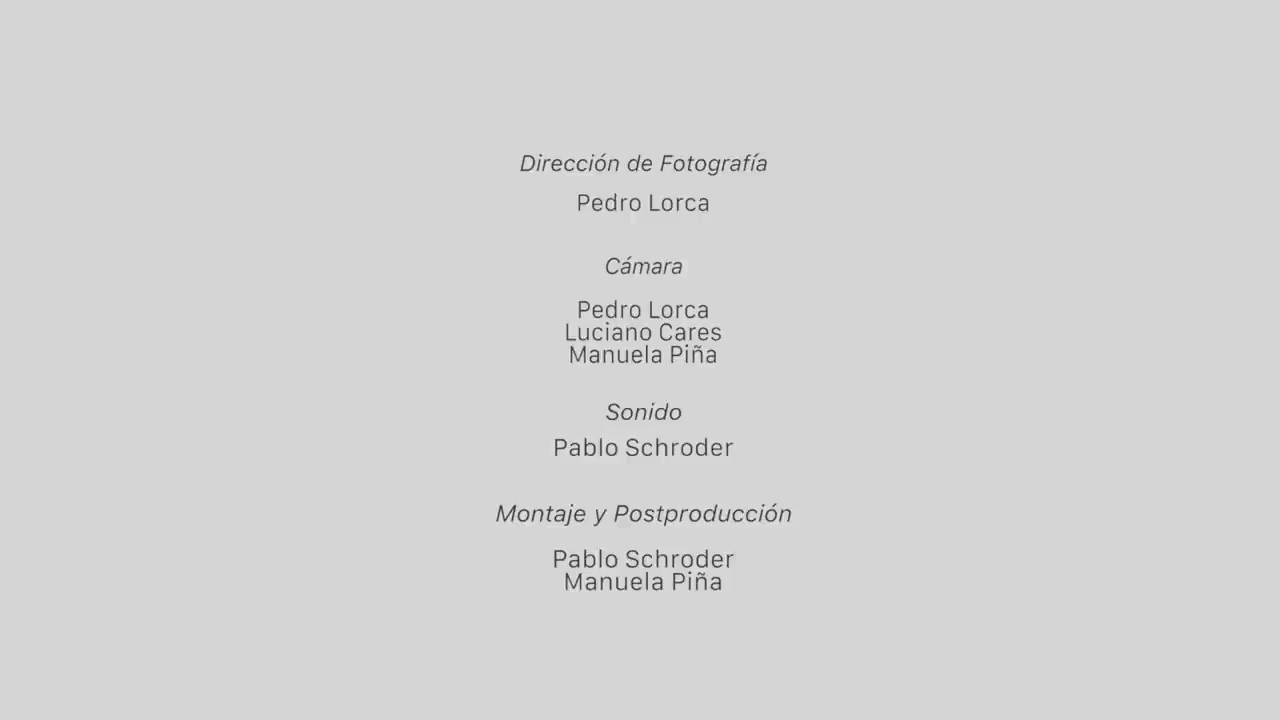 Dirección de Fotografía
Pedro Lorca
Cámara
Pedro Lorca
Luciano Cares
Manuela Piña
Sonido
Pablo Schroder
Montaje y Postproducción
Pablo Schroder
Manuela Piña